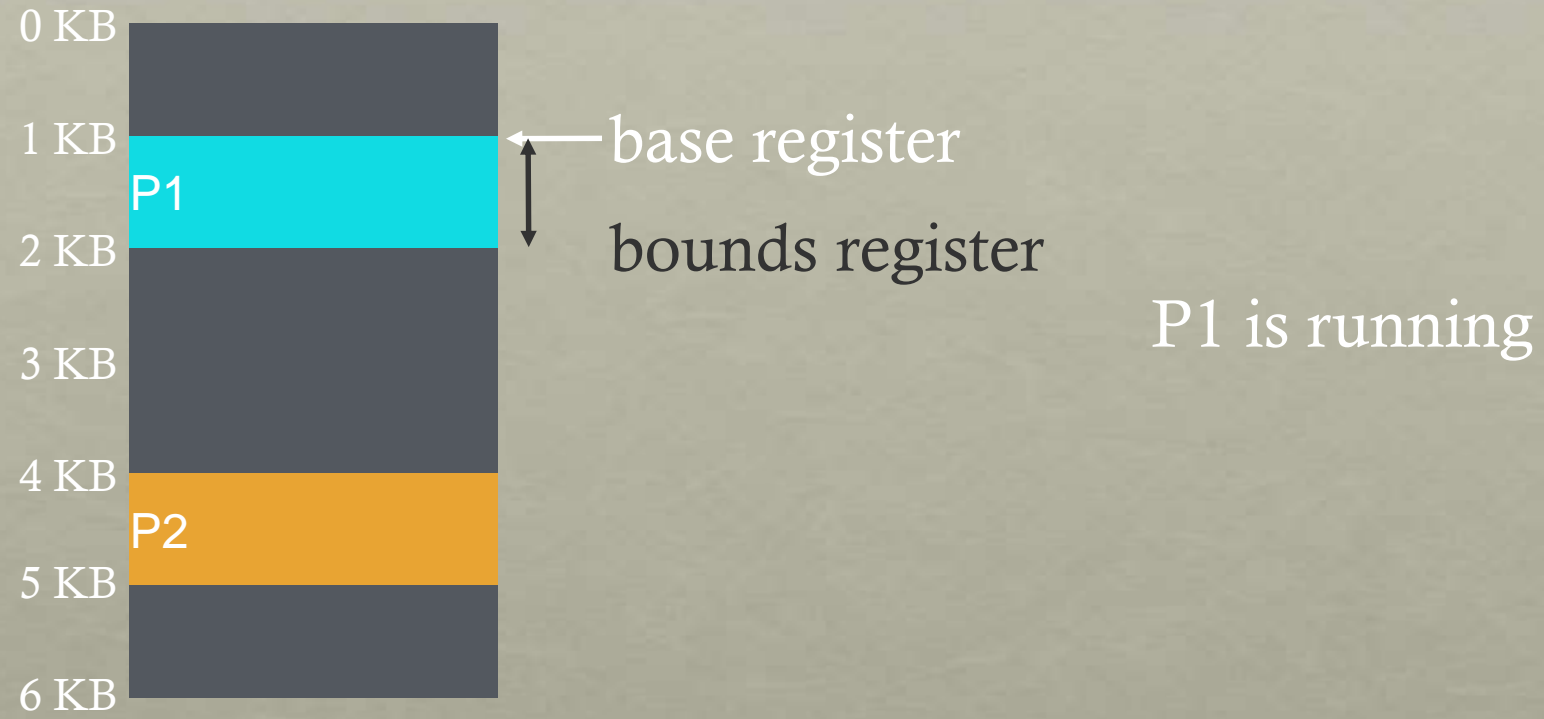 0 KB
1 KB
base register
P1
2 KB
bounds register
P1 is running
3 KB
4 KB
P2
5 KB
6 KB